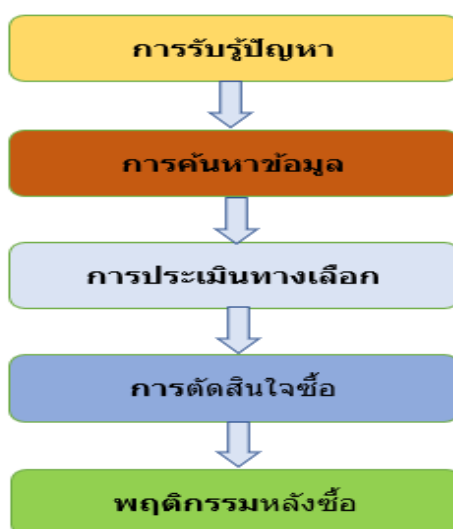 การรับรู้ปัญหา
การค้นหาข้อมูล
การประเมินทางเลือก
การตัดสินใจซื้อ
พฤติกรรมหลังซื้อ